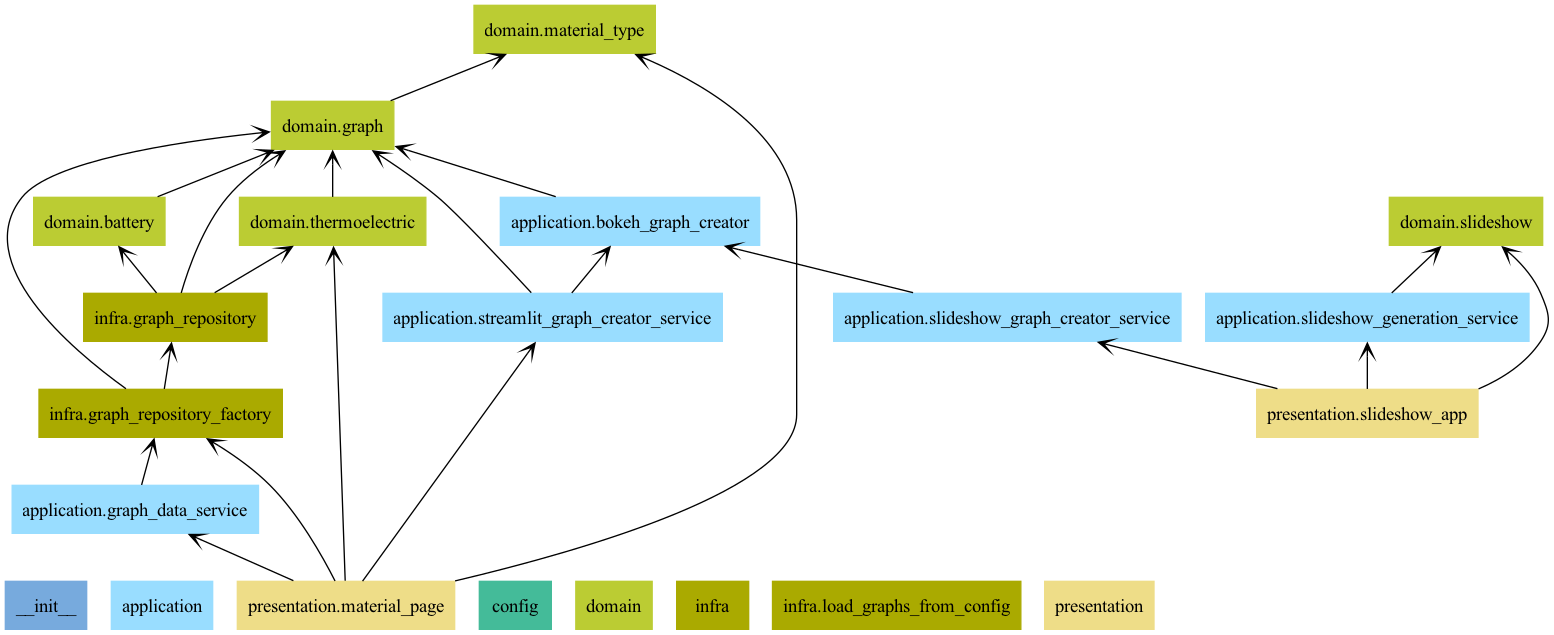 domain.material_type
domain.graph
domain.battery
domain.thermoelectric
application.bokeh_graph_creator
domain.slideshow
infra.graph_repository
application.streamlit_graph_creator_service
application.slideshow_graph_creator_service
application.slideshow_generation_service
infra.graph_repository_factory
presentation.slideshow_app
application.graph_data_service
__init__
application
presentation.material_page
config
domain
infra
infra.load_graphs_from_config
presentation